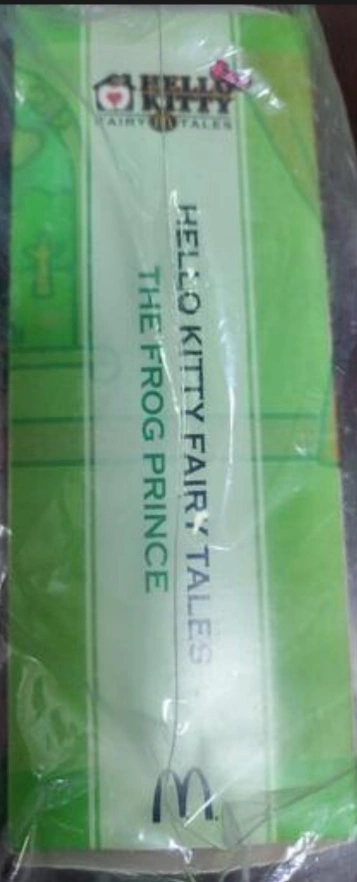 HELLO
KITTY
FAIRY TALES
HELLO KITTY FAIRY TALES
THE FROG PRINCE